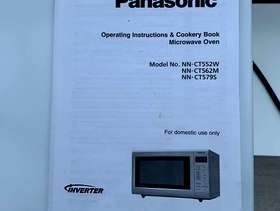 Panasonic
Operating Instructions & Cookery Book
Microwave Oven
Model No. NN-CT552W
NN-CT562M
NN-CT579S
For domestic use only
INVERTER